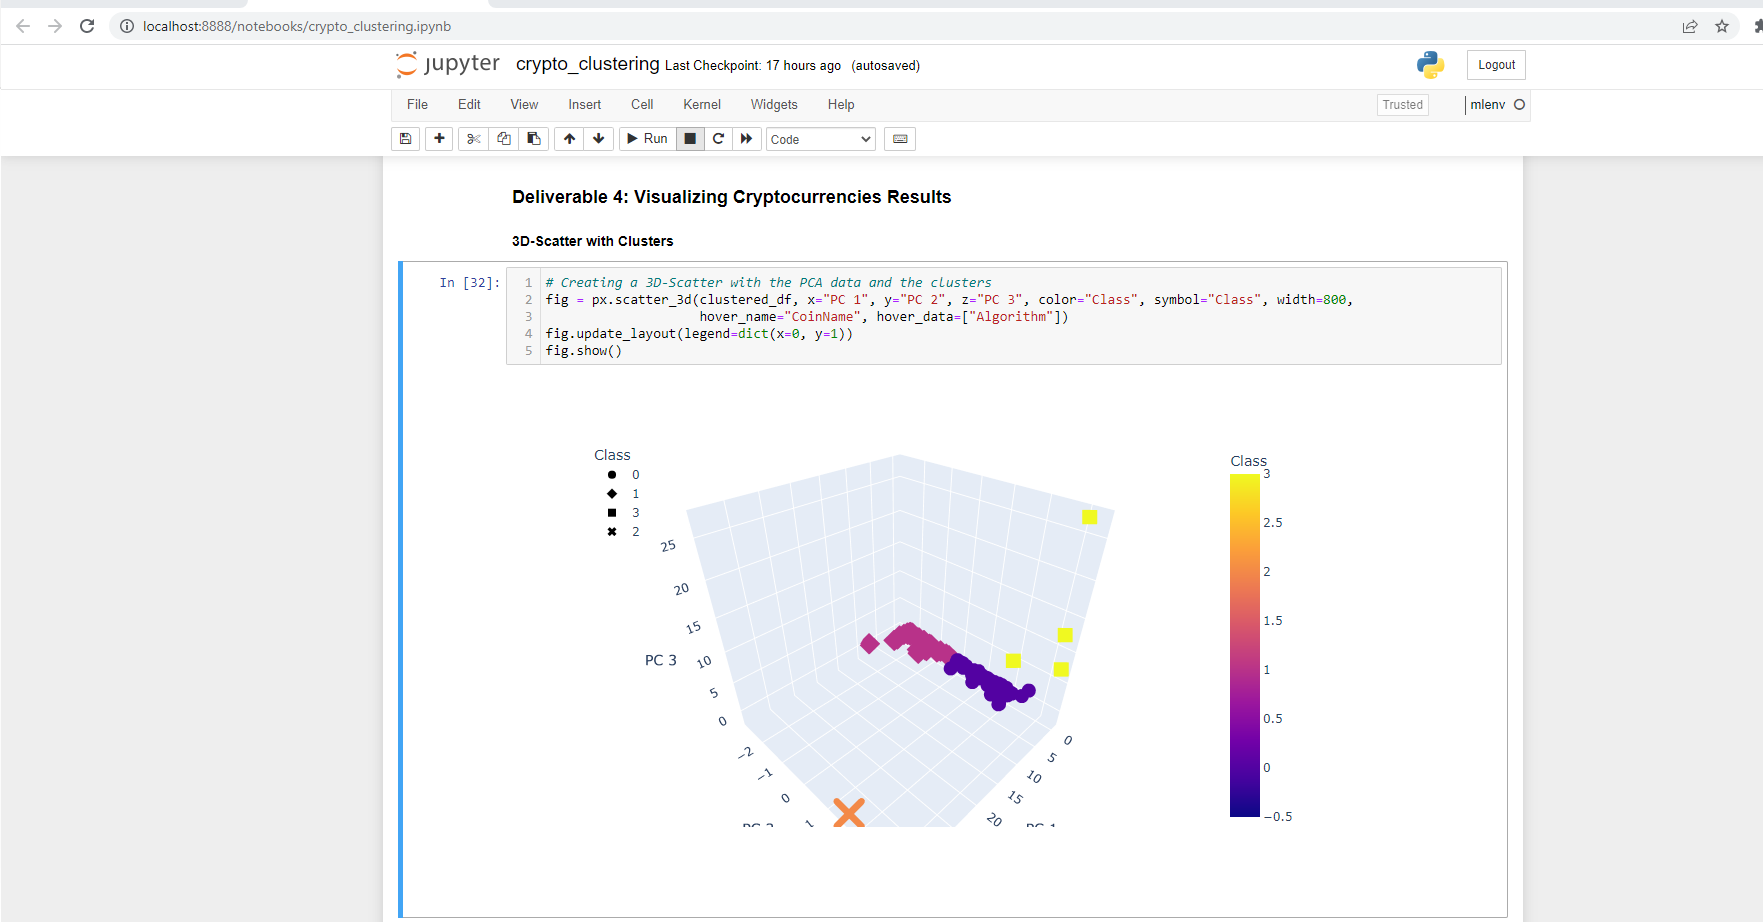 localhost:8888/notebooks/crypto_clustering.ipynb
jupyter crypto_clustering Last Checkpoint: 17 hours ago (autosaved)
Logout
File Edit View Insert Cell Kernel Widgets Help
Trusted
mlenv
Run
Code
Deliverable 4: Visualizing Cryptocurrencies Results
3D-Scatter with Clusters
In [32]:
1 # Creating a 3D-Scatter with the PCA data and the clusters
2 fig = px.scatter_3d(clustered_df, x="PC 1", y="PC 2", z="PC 3", color="Class", symbol="Class", width=800,
3 hover_name="CoinName", hover_data=["Algorithm"])
4 fig.update_layout(legend=dict(x=0, y=1))
5 fig.show()
Class
0
1
3
2
25
20
15
10
5
0
PC 3
−2
−1
0
1
0
5
10
15
20
Class
3
2.5
2
1.5
1
0.5
0
−0.5